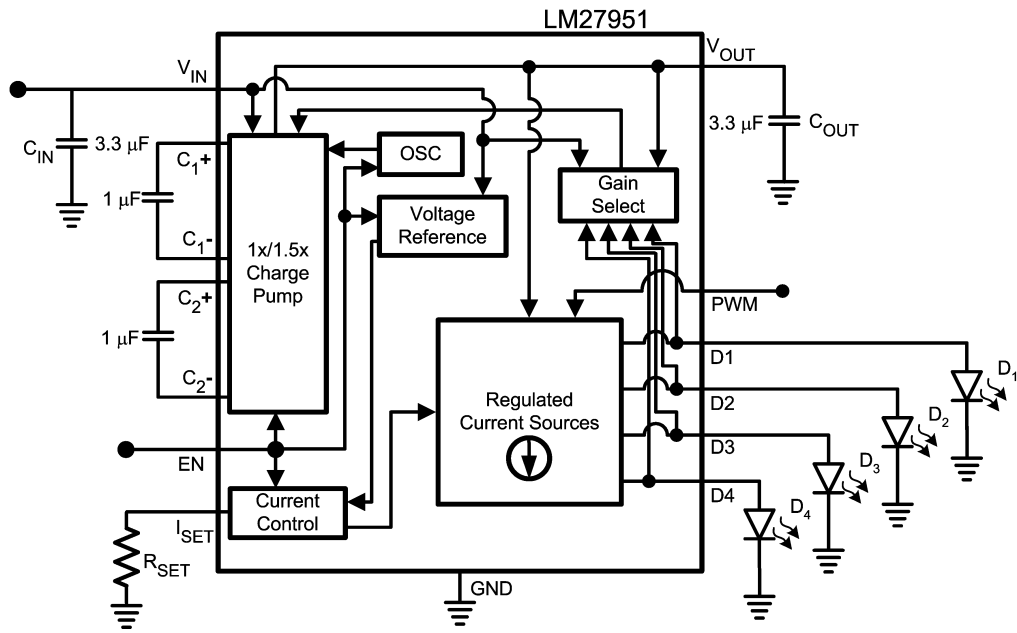 LM27951
VIN
VOUT
CIN
3.3 µF
C1+
1 µF
C1-
C2+
1 µF
C2-
1x/1.5x
Charge
Pump
OSC
Voltage
Reference
Gain
Select
3.3 µF
COUT
PWM
Regulated
Current Sources
D1
D2
D3
D4
D1
D2
D3
D4
EN
Current
Control
ISET
RSET
GND